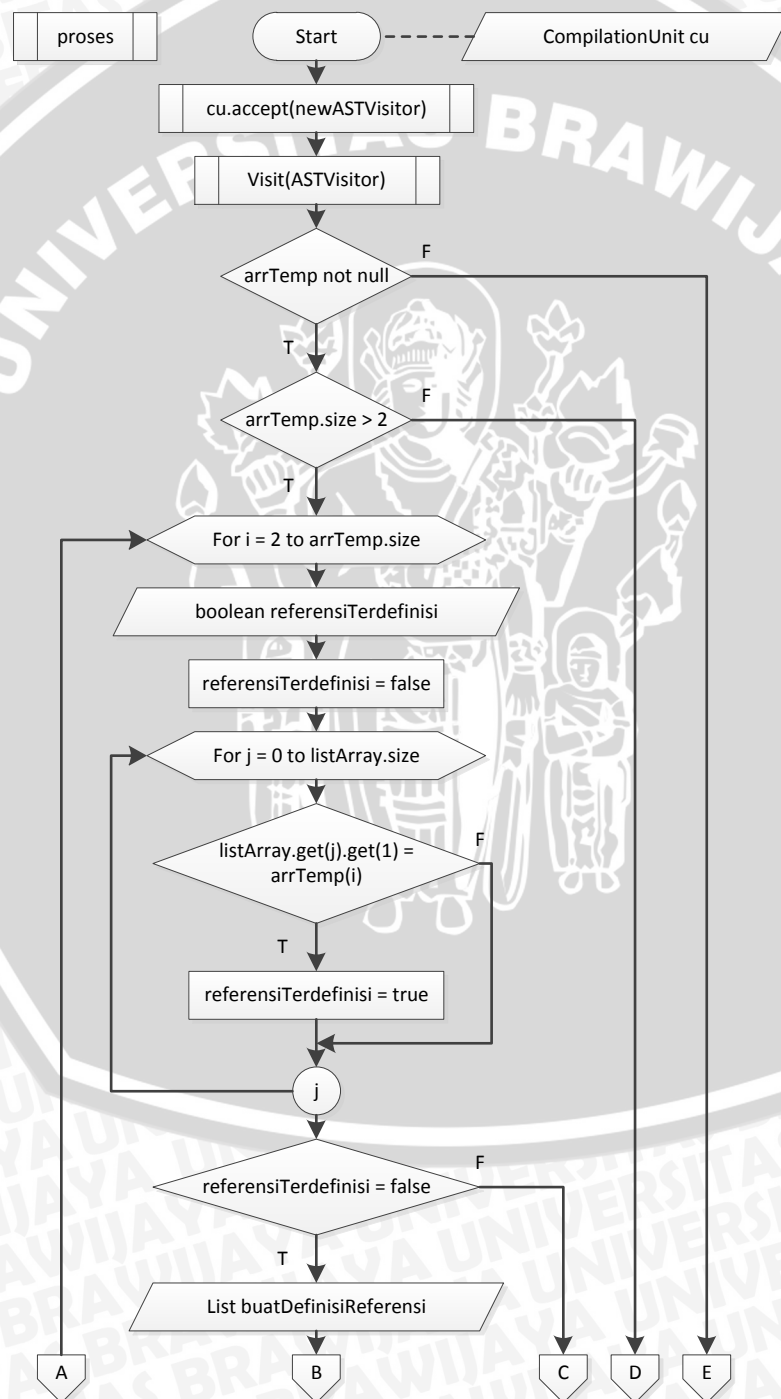 proses
Start
CompilationUnit cu
cu.accept(newASTVisitor)
Visit(ASTVisitor)
arrTemp not null
F
T
arrTemp.size > 2
F
T
For i = 2 to arrTemp.size
boolean referensiTerdefinisi
referensiTerdefinisi = false
For j = 0 to listArray.size
listArray.get(j).get(1) =
arrTemp(i)
F
T
referensiTerdefinisi = true
j
referensiTerdefinisi = false
F
T
List buatDefinisiReferensi
A
B
C
D
E